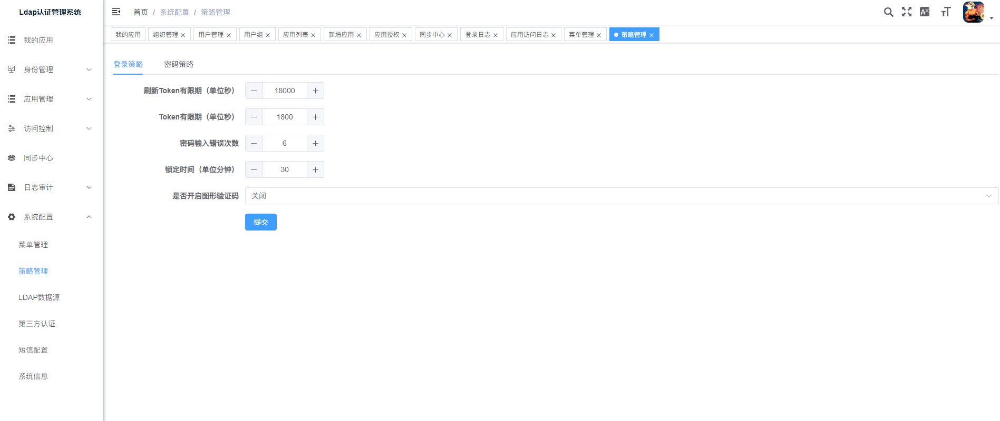 Ldap认证管理系统
我的应用
身份管理
应用管理
访问控制
同步中心
日志审计
系统配置
菜单管理
策略管理
LDAP数据源
第三方认证
短信配置
系统信息
首页 / 系统配置 / 策略管理
我的应用 组织管理 用户管理 用户组 应用列表 新增应用 应用授权 同步中心 登录日志 应用访问日志 菜单管理 策略管理
登录策略 密码策略
刷新Token有限期（单位秒） 18000
Token有限期（单位秒） 1800
密码输入错误次数 6
锁定时间（单位分钟） 30
是否开启图形验证码 关闭
提交